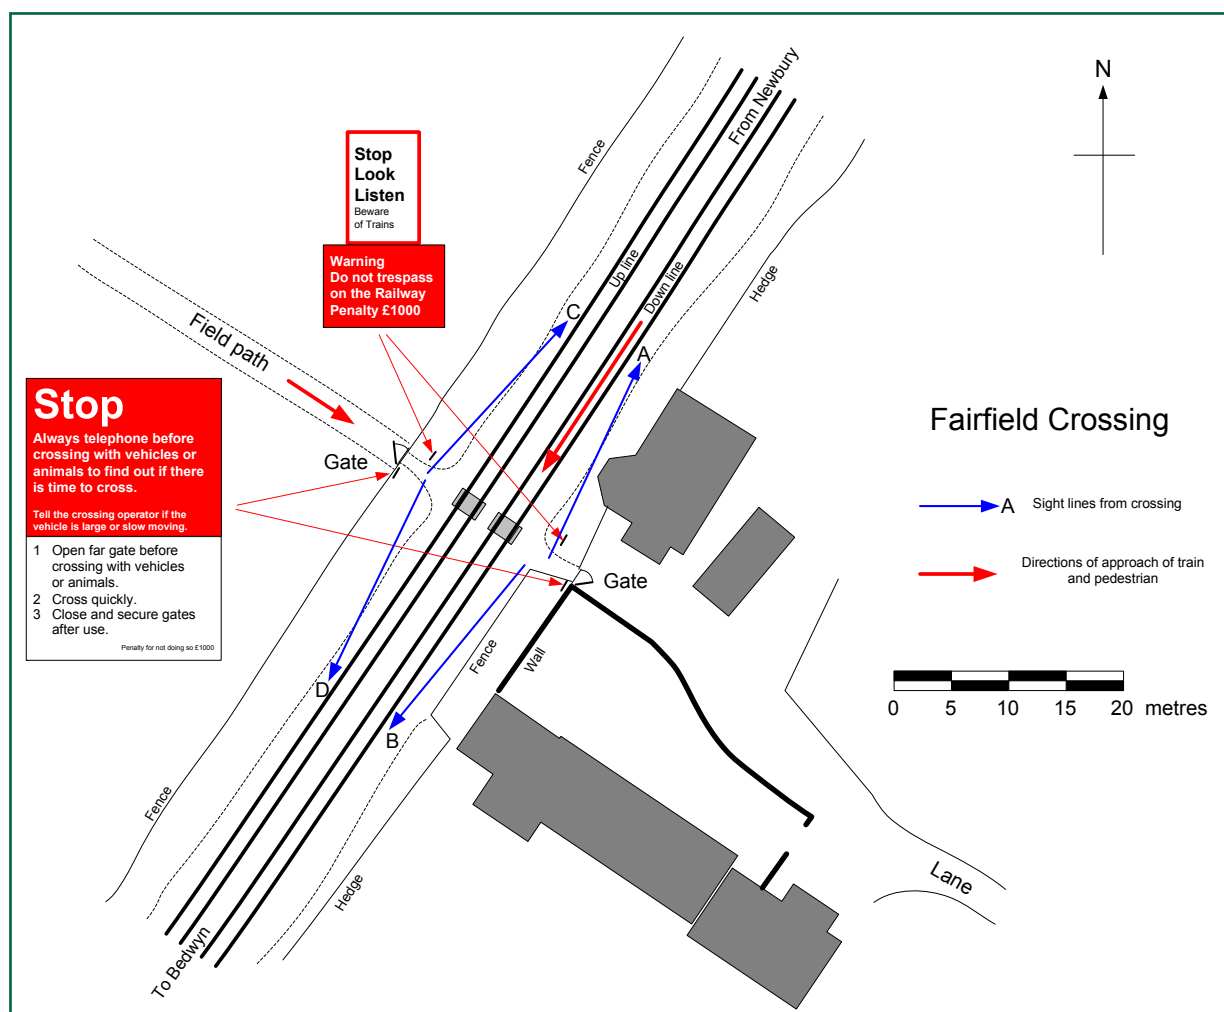 From Newbury
N
Fence
Stop
Look
Listen
Beware
of Trains
Warning
Do not trespass
on the Railway
Penalty £1000
Up line
Down line
Hedge
C
A
Field path
Stop
Always telephone before
crossing with vehicles or
animals to find out if there
is time to cross.
Tell the crossing operator if the
vehicle is large or slow moving.
1 Open far gate before
crossing with vehicles
or animals.
2 Cross quickly.
3 Close and secure gates
after use.
Penalty for not doing so £1000
Gate
Gate
Fairfield Crossing
A Sight lines from crossing
Directions of approach of train
and pedestrian
Fence
Wall
D
B
0 5 10 15 20 metres
Fence
Hedge
Lane
To Bedwyn